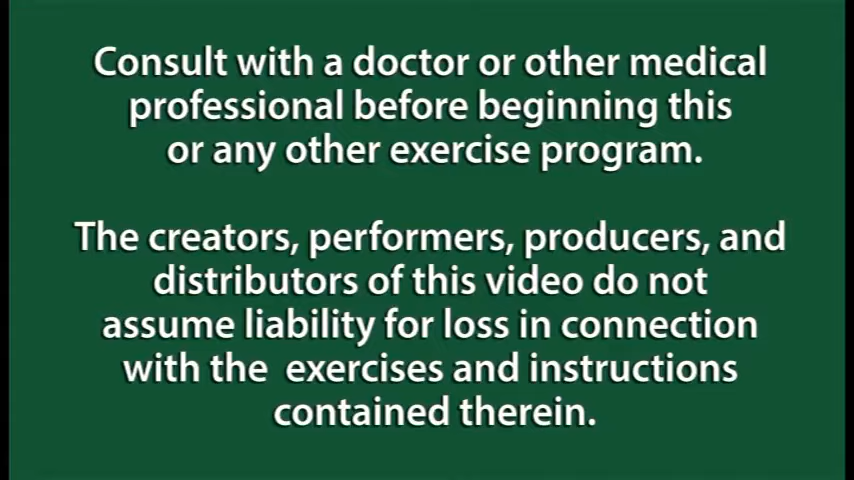 Consult with a doctor or other medical
professional before beginning this
or any other exercise program.
The creators, performers, producers, and
distributors of this video do not
assume liability for loss in connection
with the  exercises and instructions
contained therein.